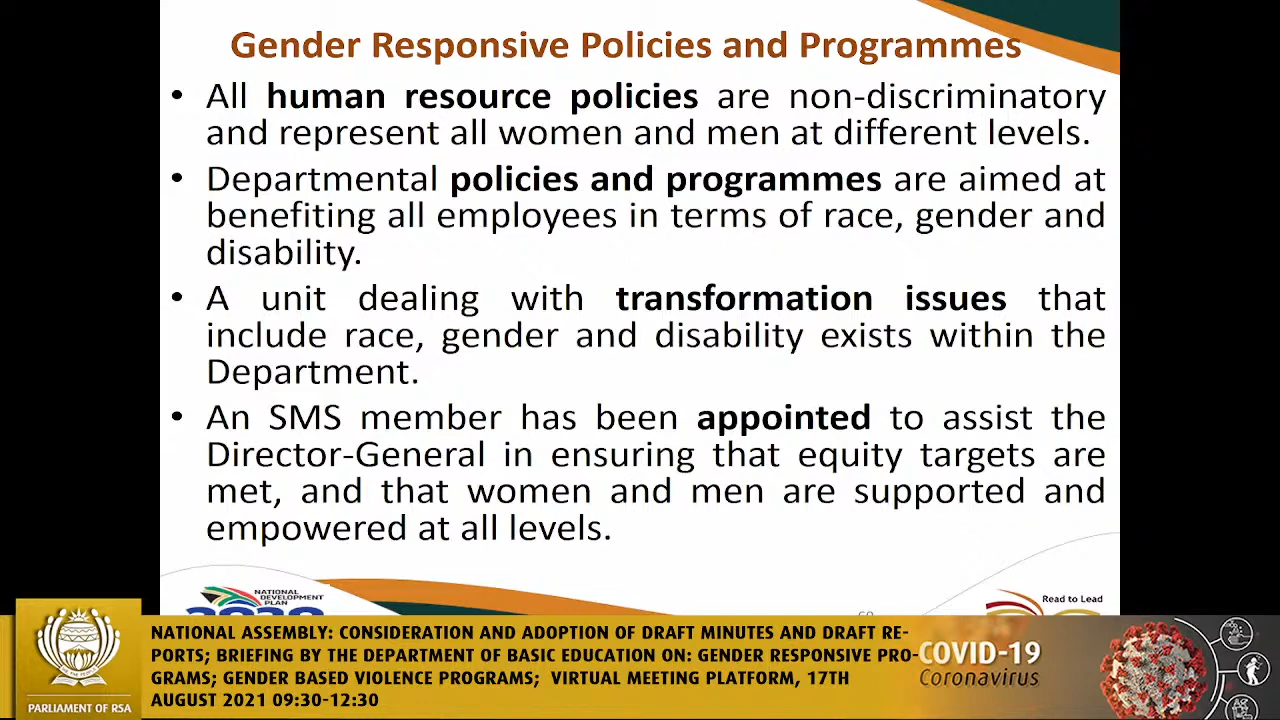 Gender Responsive Policies and Programmes
• All human resource policies are non-discriminatory
and represent all women and men at different levels.
• Departmental policies and programmes are aimed at
benefiting all employees in terms of race, gender and
disability.
• A unit dealing with transformation issues that
include race, gender and disability exists within the
Department.
• An SMS member has been appointed to assist the
Director-General in ensuring that equity targets are
met, and that women and men are supported and
empowered at all levels.
NATIONAL
DEVELOPMENT
PLAN
Read to Lead
NATIONAL ASSEMBLY: CONSIDERATION AND ADOPTION OF DRAFT MINUTES AND DRAFT RE-
PORTS; BRIEFING BY THE DEPARTMENT OF BASIC EDUCATION ON: GENDER RESPONSIVE PRO-
GRAMS; GENDER BASED VIOLENCE PROGRAMS; VIRTUAL MEETING PLATFORM, 17TH
AUGUST 2021 09:30-12:30
PARLIAMENT OF RSA
COVID-19
Coronavirus